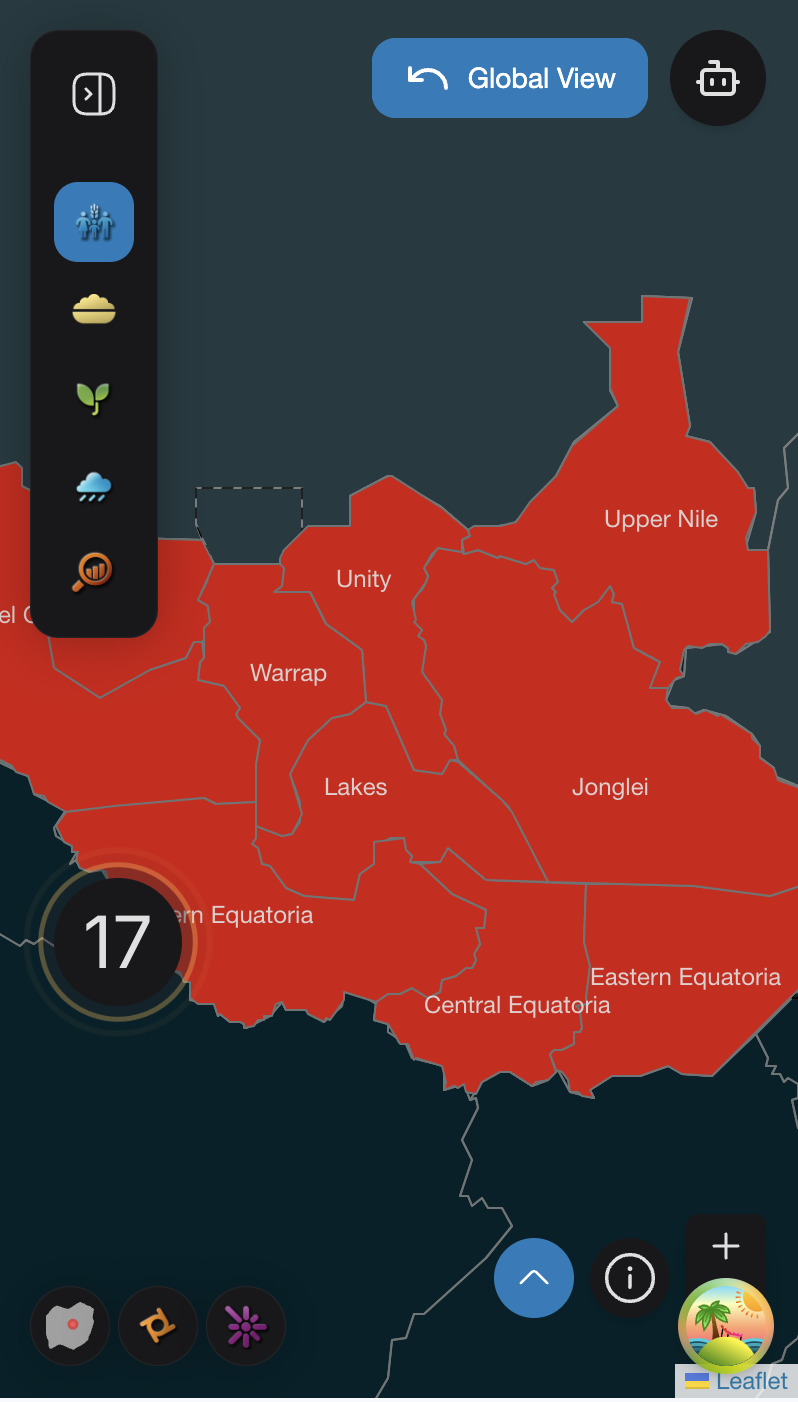 Global View
Upper Nile
Unity
el
Warrap
Lakes
Jonglei
ern Equatoria
17
Eastern Equatoria
Central Equatoria
Leaflet